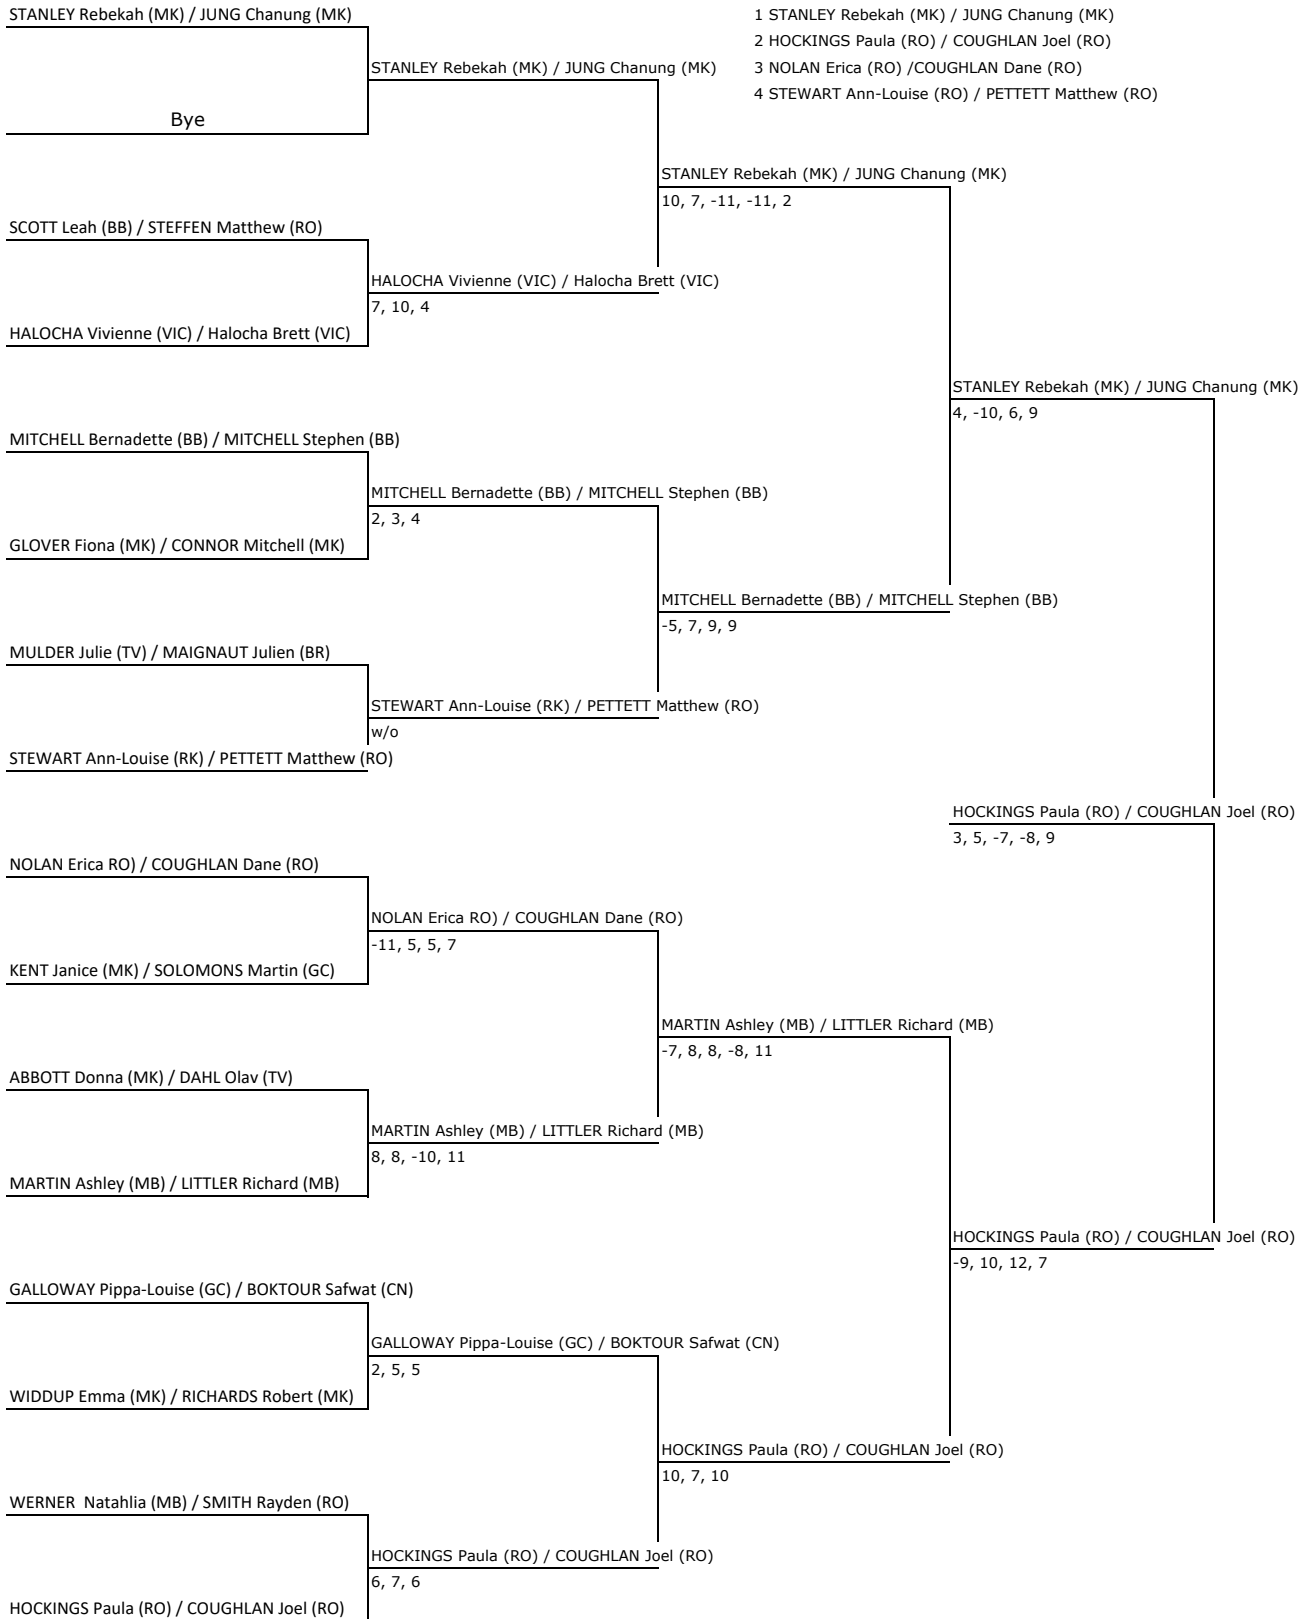 STANLEY Rebekah (MK) / JUNG Chanung (MK)
1 STANLEY Rebekah (MK) / JUNG Chanung (MK)
2 HOCKINGS Paula (RO) / COUGHLAN Joel (RO)
STANLEY Rebekah (MK) / JUNG Chanung (MK)
3 NOLAN Erica (RO) /COUGHLAN Dane (RO)
4 STEWART Ann-Louise (RO) / PETTETT Matthew (RO)
Bye
STANLEY Rebekah (MK) / JUNG Chanung (MK)
10, 7, -11, -11, 2
SCOTT Leah (BB) / STEFFEN Matthew (RO)
HALOCHA Vivienne (VIC) / Halocha Brett (VIC)
7, 10, 4
HALOCHA Vivienne (VIC) / Halocha Brett (VIC)
STANLEY Rebekah (MK) / JUNG Chanung (MK)
4, -10, 6, 9
MITCHELL Bernadette (BB) / MITCHELL Stephen (BB)
MITCHELL Bernadette (BB) / MITCHELL Stephen (BB)
2, 3, 4
GLOVER Fiona (MK) / CONNOR Mitchell (MK)
MITCHELL Bernadette (BB) / MITCHELL Stephen (BB)
-5, 7, 9, 9
MULDER Julie (TV) / MAIGNAUT Julien (BR)
STEWART Ann-Louise (RK) / PETTETT Matthew (RO)
w/o
STEWART Ann-Louise (RK) / PETTETT Matthew (RO)
HOCKINGS Paula (RO) / COUGHLAN Joel (RO)
3, 5, -7, -8, 9
NOLAN Erica RO) / COUGHLAN Dane (RO)
NOLAN Erica RO) / COUGHLAN Dane (RO)
-11, 5, 5, 7
KENT Janice (MK) / SOLOMONS Martin (GC)
MARTIN Ashley (MB) / LITTLER Richard (MB)
-7, 8, 8, -8, 11
ABBOTT Donna (MK) / DAHL Olav (TV)
MARTIN Ashley (MB) / LITTLER Richard (MB)
8, 8, -10, 11
MARTIN Ashley (MB) / LITTLER Richard (MB)
HOCKINGS Paula (RO) / COUGHLAN Joel (RO)
-9, 10, 12, 7
GALLOWAY Pippa-Louise (GC) / BOKTOUR Safwat (CN)
GALLOWAY Pippa-Louise (GC) / BOKTOUR Safwat (CN)
2, 5, 5
WIDDUP Emma (MK) / RICHARDS Robert (MK)
HOCKINGS Paula (RO) / COUGHLAN Joel (RO)
10, 7, 10
WERNER  Natahlia (MB) / SMITH Rayden (RO)
HOCKINGS Paula (RO) / COUGHLAN Joel (RO)
6, 7, 6
HOCKINGS Paula (RO) / COUGHLAN Joel (RO)